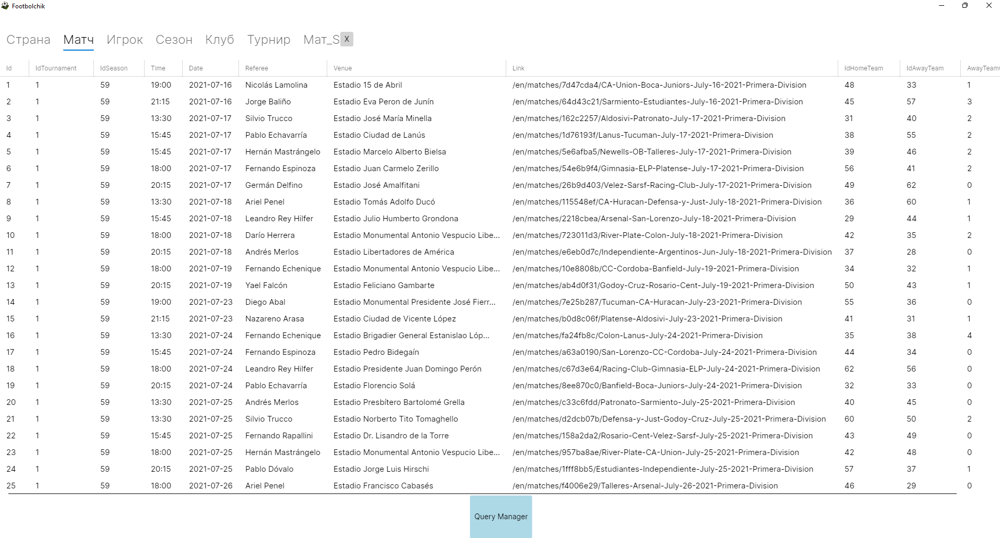 Footbolchik
Страна Матч Игрок Сезон Клуб Турнир Мат_S X
Id IdTournament IdSeason Time Date Referee Venue Link IdHomeTeam IdAwayTeam AwayTeam
1 1 59 19:00 2021-07-16 Nicolás Lamolina Estadio 15 de Abril /en/matches/7d47cda4/CA-Union-Boca-Juniors-July-16-2021-Primera-Division 48 33 1
2 1 59 21:15 2021-07-16 Jorge Baliño Estadio Eva Peron de Junín /en/matches/64d43c21/Sarmiento-Estudiantes-July-16-2021-Primera-Division 45 57 3
3 1 59 13:30 2021-07-17 Silvio Trucco Estadio José María Minella /en/matches/162c2257/Aldosivi-Patronato-July-17-2021-Primera-Division 31 40 2
4 1 59 15:45 2021-07-17 Pablo Echavarría Estadio Ciudad de Lanús /en/matches/1d76193f/Lanus-Tucuman-July-17-2021-Primera-Division 38 55 2
5 1 59 15:45 2021-07-17 Hernán Mastrángelo Estadio Marcelo Alberto Bielsa /en/matches/5e6afba5/Newells-OB-Talleres-July-17-2021-Primera-Division 39 46 2
6 1 59 18:00 2021-07-17 Fernando Espinoza Estadio Juan Carmelo Zerillo /en/matches/54e6b9f4/Gimnasia-ELP-Platense-July-17-2021-Primera-Division 56 41 2
7 1 59 20:15 2021-07-17 Germán Delfino Estadio José Amalfitani /en/matches/26b9d403/Velez-Sarsf-Racing-Club-July-17-2021-Primera-Division 49 62 0
8 1 59 13:30 2021-07-18 Ariel Penel Estadio Tomás Adolfo Ducó /en/matches/115548ef/CA-Huracan-Defensa-y-Just-July-18-2021-Primera-Division 36 60 1
9 1 59 15:45 2021-07-18 Leandro Rey Hilfer Estadio Julio Humberto Grondona /en/matches/2218cbea/Arsenal-San-Lorenzo-July-18-2021-Primera-Division 29 44 1
10 1 59 18:00 2021-07-18 Darío Herrera Estadio Monumental Antonio Vespucio Libe... /en/matches/723011d3/River-Plate-Colon-July-18-2021-Primera-Division 42 35 2
11 1 59 20:15 2021-07-18 Andrés Merlos Estadio Libertadores de América /en/matches/e6eb0d7c/Independiente-Argentinos-Jun-July-18-2021-Primera-Division 37 28 0
12 1 59 18:00 2021-07-19 Fernando Echenique Estadio Monumental Antonio Vespucio Libe... /en/matches/10e8808b/CC-Cordoba-Banfield-July-19-2021-Primera-Division 34 32 1
13 1 59 20:15 2021-07-19 Yael Falcón Estadio Feliciano Gambarte /en/matches/ab4d0f31/Godoy-Cruz-Rosario-Cent-July-19-2021-Primera-Division 50 43 1
14 1 59 19:00 2021-07-23 Diego Abal Estadio Monumental Presidente José Fierr... /en/matches/7e25b287/Tucuman-CA-Huracan-July-23-2021-Primera-Division 55 36 0
15 1 59 21:15 2021-07-23 Nazareno Arasa Estadio Ciudad de Vicente López /en/matches/b0d8c06f/Platense-Aldosivi-July-23-2021-Primera-Division 41 31 1
16 1 59 13:30 2021-07-24 Fernando Echenique Estadio Brigadier General Estanislao Lóp... /en/matches/fa24fb8c/Colon-Lanus-July-24-2021-Primera-Division 35 38 4
17 1 59 15:45 2021-07-24 Fernando Espinoza Estadio Pedro Bidegaín /en/matches/a63a0190/San-Lorenzo-CC-Cordoba-July-24-2021-Primera-Division 44 34 0
18 1 59 18:00 2021-07-24 Leandro Rey Hilfer Estadio Presidente Juan Domingo Perón /en/matches/c67d3e64/Racing-Club-Gimnasia-ELP-July-24-2021-Primera-Division 62 56 0
19 1 59 20:15 2021-07-24 Pablo Echavarría Estadio Florencio Solá /en/matches/8ee870c0/Banfield-Boca-Juniors-July-24-2021-Primera-Division 32 33 0
20 1 59 13:30 2021-07-25 Andrés Merlos Estadio Presbítero Bartolomé Grella /en/matches/c33c6fdd/Patronato-Sarmiento-July-25-2021-Primera-Division 40 45 0
21 1 59 13:30 2021-07-25 Silvio Trucco Estadio Norberto Tito Tomaghello /en/matches/d2dcb07b/Defensa-y-Just-Godoy-Cruz-July-25-2021-Primera-Division 60 50 2
22 1 59 15:45 2021-07-25 Fernando Rapallini Estadio Dr. Lisandro de la Torre /en/matches/158a2da2/Rosario-Cent-Velez-Sarsf-July-25-2021-Primera-Division 43 49 0
23 1 59 18:00 2021-07-25 Hernán Mastrángelo Estadio Monumental Antonio Vespucio Libe... /en/matches/957ba8ae/River-Plate-CA-Union-July-25-2021-Primera-Division 42 48 0
24 1 59 20:15 2021-07-25 Pablo Dóvalo Estadio Jorge Luis Hirschi /en/matches/1fff8bb5/Estudiantes-Independiente-July-25-2021-Primera-Division 57 37 1
25 1 59 18:00 2021-07-26 Ariel Penel Estadio Francisco Cabasés /en/matches/f4006e29/Talleres-Arsenal-July-26-2021-Primera-Division 46 29 0
Query Manager